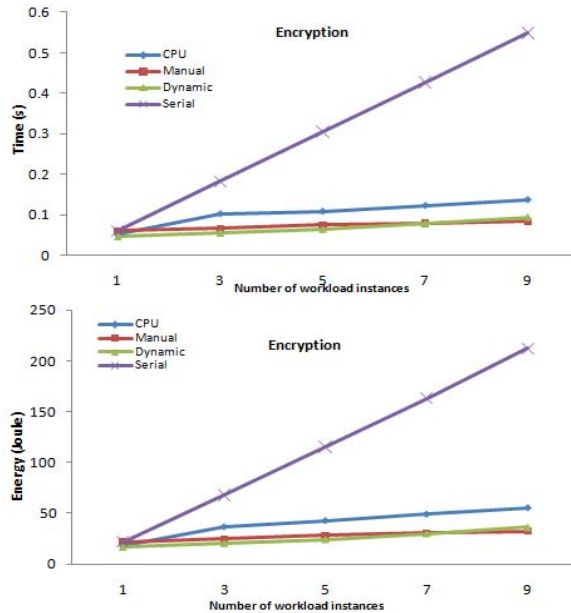 0.6
Encryption
CPU
Manual
Dynamic
Serial
0.5
0.4
0.3
0.2
0.1
0
Time (s)
1 3 5 7 9
Number of workload instances
250
CPU
Manual
Dynamic
Serial
Encryption
200
150
100
50
0
Energy (Joule)
1 3 5 7 9
Number of workload instances